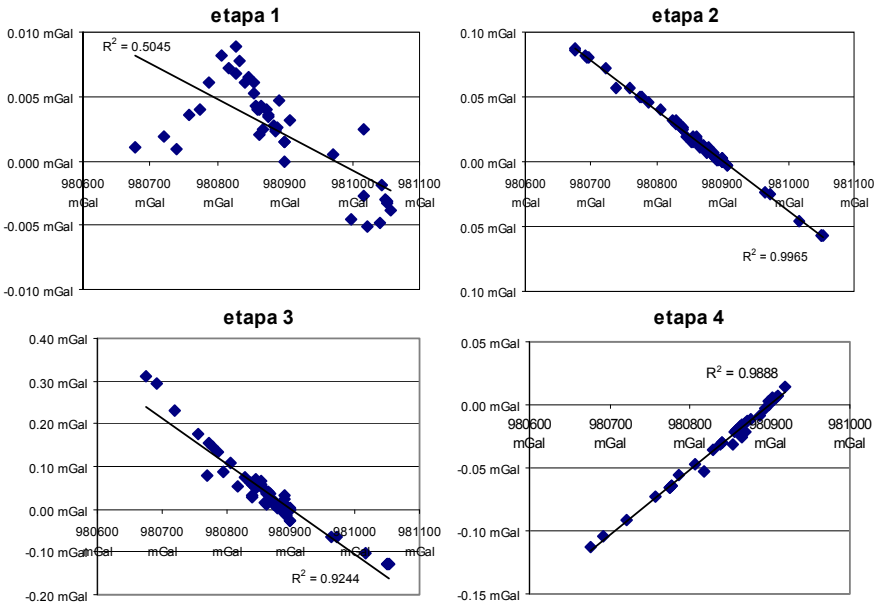 etapa 1
0.010 mGal
R² = 0.5045
0.005 mGal
0.000 mGal
980600 mGal
980700 mGal
980800 mGal
980900 mGal
981000 mGal
981100 mGal
-0.005 mGal
-0.010 mGal
etapa 2
0.10 mGal
0.05 mGal
0.00 mGal
980600 mGal
980700 mGal
980800 mGal
980900 mGal
981000 mGal
981100 mGal
0.05 mGal
R² = 0.9965
0.10 mGal
etapa 3
0.40 mGal
0.30 mGal
0.20 mGal
0.10 mGal
0.00 mGal
980600 mGal
980700 mGal
980800 mGal
980900 mGal
981000 mGal
981100 mGal
-0.10 mGal
R² = 0.9244
-0.20 mGal
etapa 4
0.05 mGal
R² = 0.9888
0.00 mGal
980600 mGal
980700 mGal
980800 mGal
980900 mGal
981000 mGal
-0.05 mGal
-0.10 mGal
-0.15 mGal